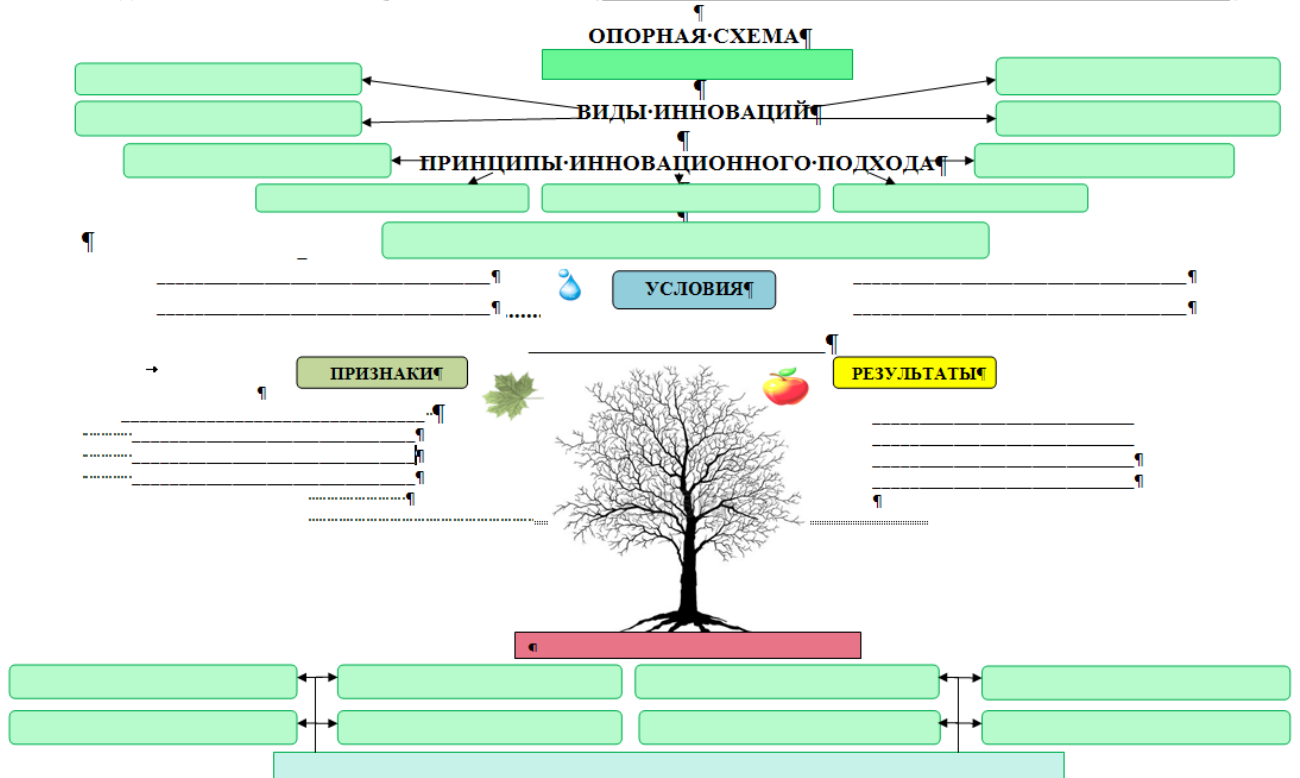 ОПОРНАЯ·СХЕМА¶
ВИДЫ·ИННОВАЦИЙ¶
ПРИНЦИПЫ·ИННОВАЦИОННОГО·ПОДХОДА¶
УСЛОВИЯ¶
ПРИЗНАКИ¶
РЕЗУЛЬТАТЫ¶